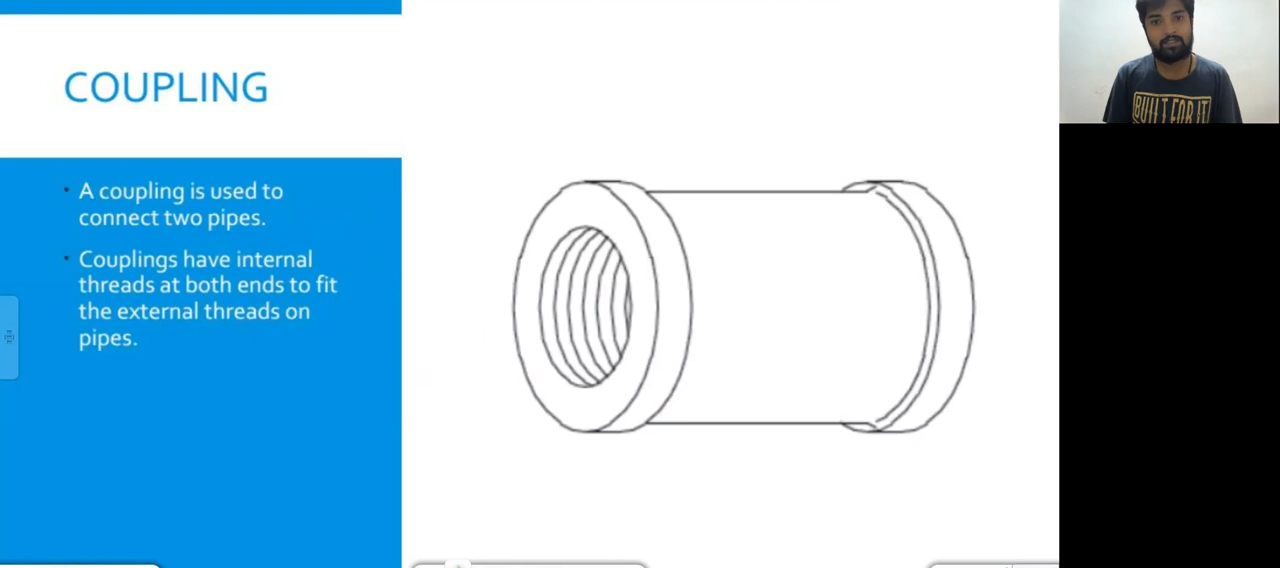 COUPLING
A coupling is used to
connect two pipes.
Couplings have internal
threads at both ends to fit
the external threads on
pipes.
BUILT FOR IT